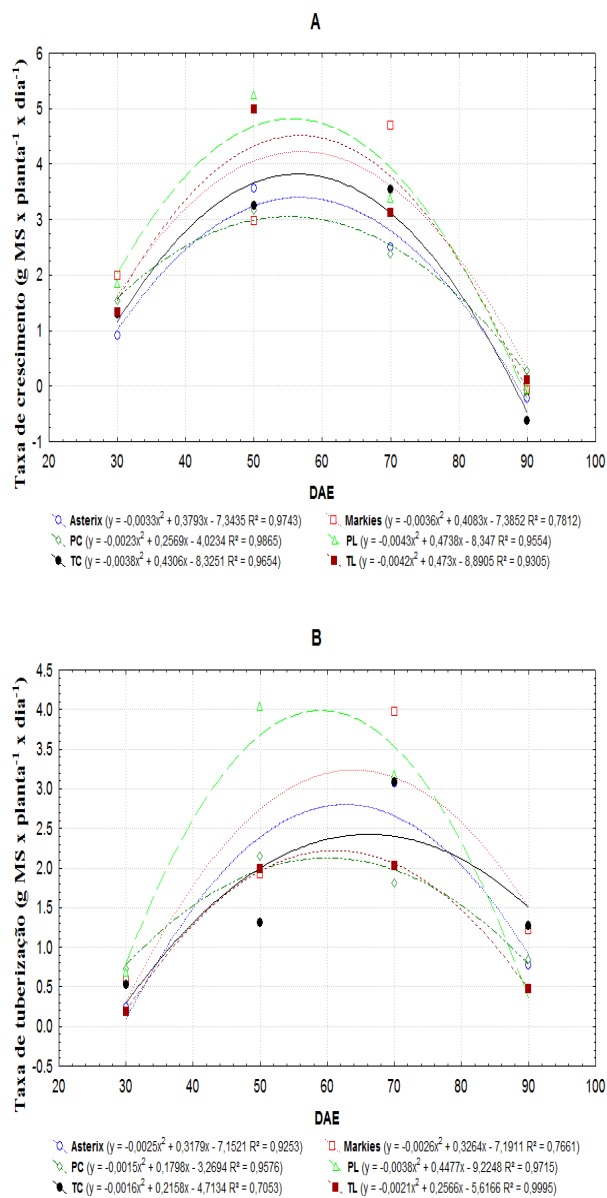 A
Taxa de crescimento (g MS x planta⁻¹ x dia⁻¹)
6
5
4
3
2
1
0
-1
20 30 40 50 60 70 80 90 100
DAE
Asterix (y = -0,0033x² + 0,3793x - 7,3435 R² = 0,9743) Markies (y = -0,0036x² + 0,4083x - 7,3852 R² = 0,7812)
PC (y = -0,0023x² + 0,2569x - 4,0234 R² = 0,9865) PL (y = -0,0043x² + 0,4738x - 8,347 R² = 0,9554)
TC (y = -0,0038x² + 0,4306x - 8,3251 R² = 0,9654) TL (y = -0,0042x² + 0,473x - 8,8905 R² = 0,9305)
B
Taxa de tuberização (g MS x planta⁻¹ x dia⁻¹)
4.5
4.0
3.5
3.0
2.5
2.0
1.5
1.0
0.5
0.0
-0.5
20 30 40 50 60 70 80 90 100
DAE
Asterix (y = -0,0025x² + 0,3179x - 7,1521 R² = 0,9253) Markies (y = -0,0026x² + 0,3264x - 7,1911 R² = 0,7661)
PC (y = -0,0015x² + 0,1798x - 3,2694 R² = 0,9576) PL (y = -0,0038x² + 0,4477x - 9,2248 R² = 0,9715)
TC (y = -0,0016x² + 0,2158x - 4,7134 R² = 0,7053) TL (y = -0,0021x² + 0,2566x - 5,6166 R² = 0,9995)